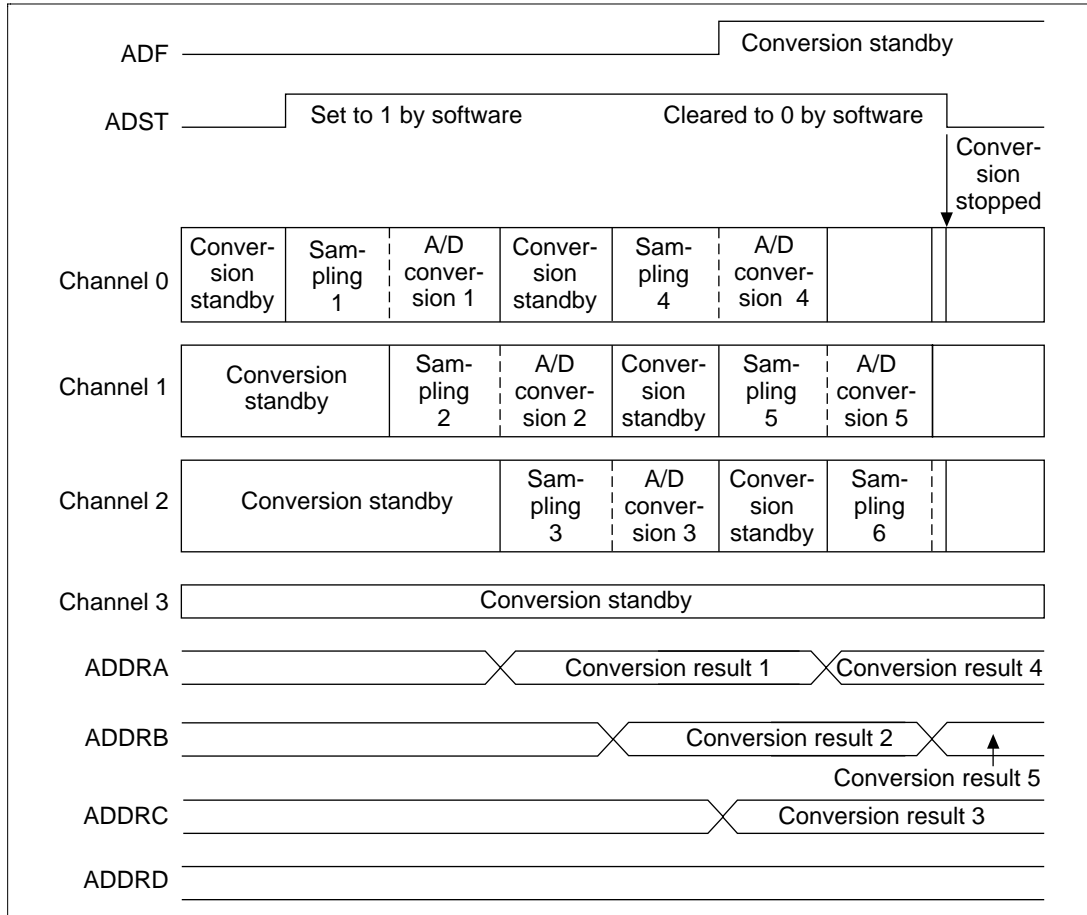 ADF
Conversion standby
ADST
Set to 1 by software
Cleared to 0 by software
Conver-
sion
stopped
Channel 0
Conver-
sion
standby
Sam-
pling
1
A/D
conver-
sion 1
Conver-
sion
standby
Sam-
pling
4
A/D
conver-
sion 4
Channel 1
Conversion
standby
Sam-
pling
2
A/D
conver-
sion 2
Conver-
sion
standby
Sam-
pling
5
A/D
conver-
sion 5
Channel 2
Conversion standby
Sam-
pling
3
A/D
conver-
sion 3
Conver-
sion
standby
Sam-
pling
6
Channel 3
Conversion standby
ADDRA
Conversion result 1
Conversion result 4
ADDRB
Conversion result 2
Conversion result 5
ADDRC
Conversion result 3
ADDRD